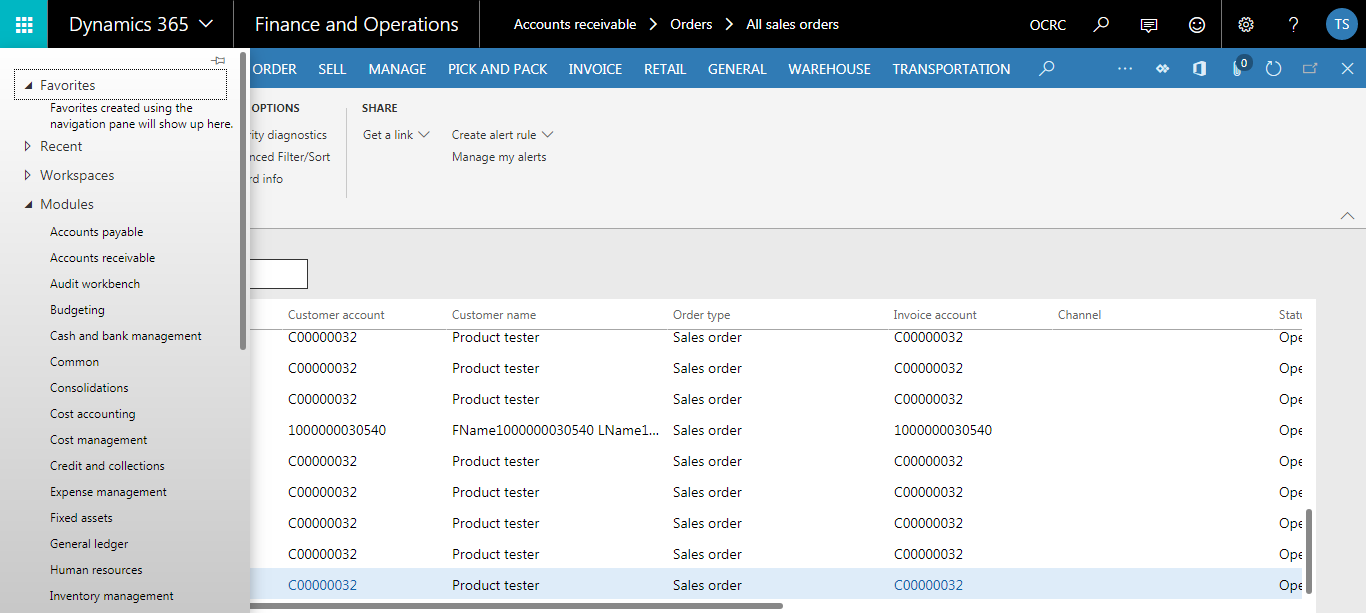 Dynamics 365 Finance and Operations Accounts receivable Orders All sales orders OCRC ? TS
ORDER SELL MANAGE PICK AND PACK INVOICE RETAIL GENERAL WAREHOUSE TRANSPORTATION ... 0
Favorites
Favorites created using the
navigation pane will show up here.
Recent
Workspaces
Modules
Accounts payable
Accounts receivable
Audit workbench
Budgeting
Cash and bank management
Common
Consolidations
Cost accounting
Cost management
Credit and collections
Expense management
Fixed assets
General ledger
Human resources
Inventory management
OPTIONS
rity diagnostics
nced Filter/Sort
rd info
SHARE
Get a link
Create alert rule
Manage my alerts
Customer account Customer name Order type Invoice account Channel Statu
C00000032 Product tester Sales order C00000032 Ope
C00000032 Product tester Sales order C00000032 Ope
C00000032 Product tester Sales order C00000032 Ope
1000000030540 FName1000000030540 LName1... Sales order 1000000030540 Ope
C00000032 Product tester Sales order C00000032 Ope
C00000032 Product tester Sales order C00000032 Ope
C00000032 Product tester Sales order C00000032 Ope
C00000032 Product tester Sales order C00000032 Ope
C00000032 Product tester Sales order C00000032 Ope